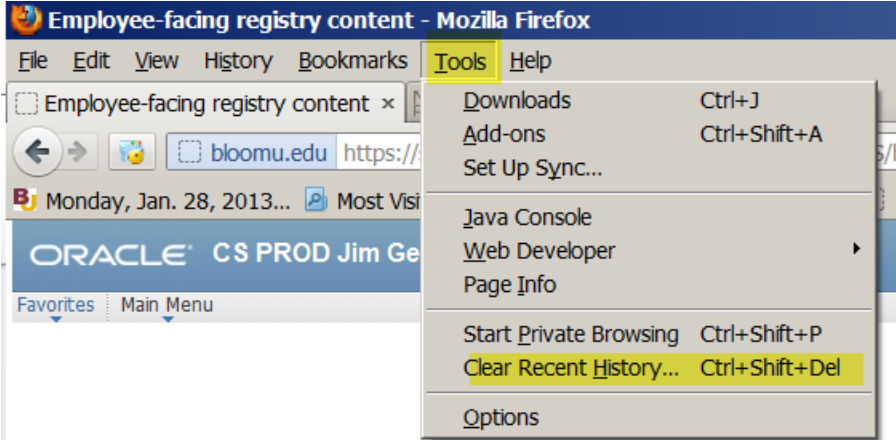 Employee-facing registry content - Mozilla Firefox
File Edit View History Bookmarks Tools Help
Employee-facing registry content ×
Downloads Ctrl+J
Add-ons Ctrl+Shift+A
bloomu.edu https://
Set Up Sync...
Monday, Jan. 28, 2013... Most Visi
Java Console
ORACLE CS PROD Jim Ge
Web Developer
Page Info
Favorites Main Menu
Start Private Browsing Ctrl+Shift+P
Clear Recent History... Ctrl+Shift+Del
Options